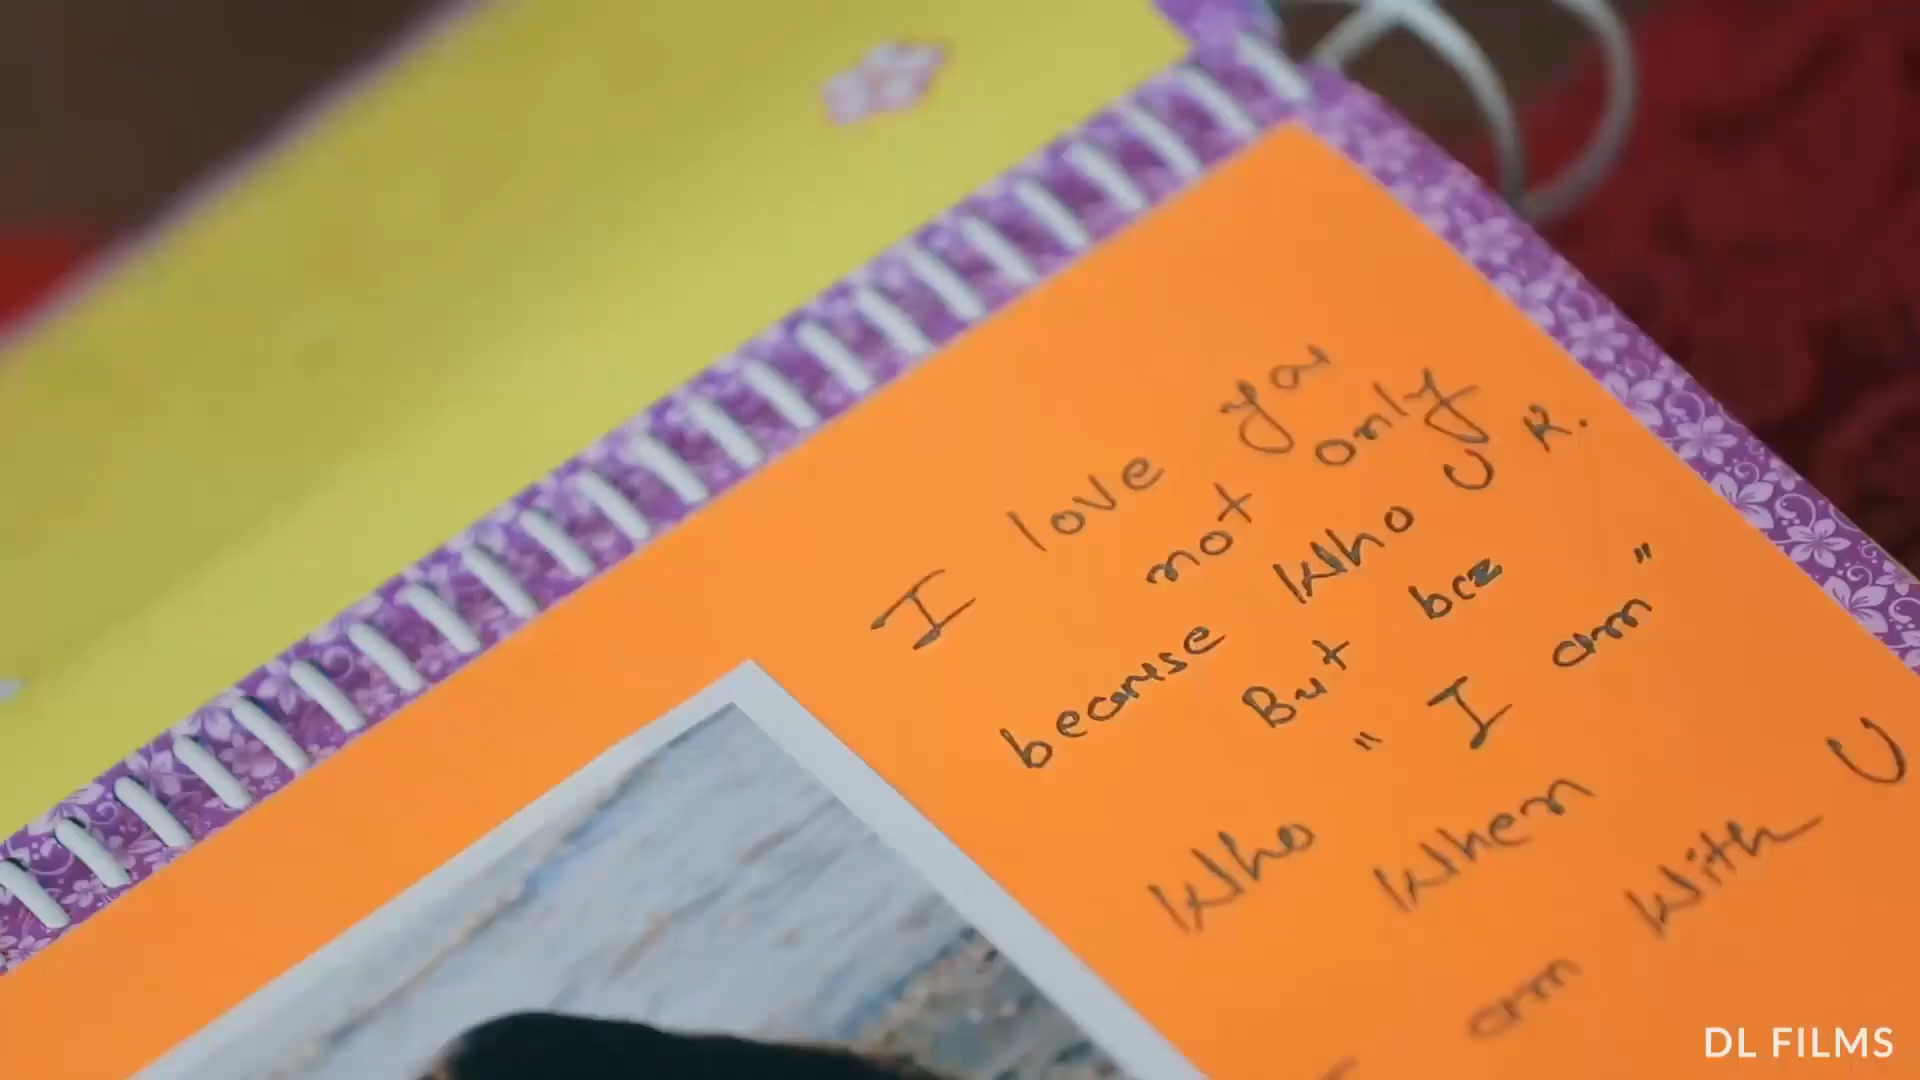 I love you
not only
because Who U R.
But bcz
" I am "
Who When
am With U
DL FILMS